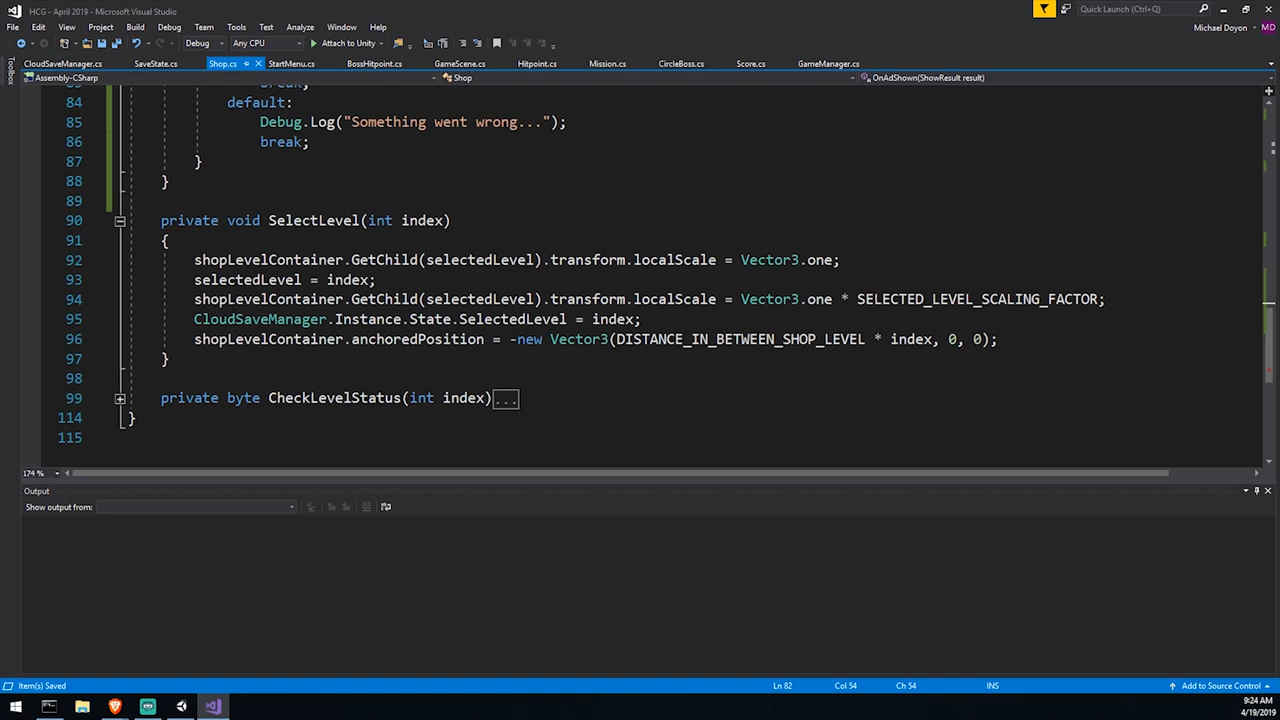 HCG - April 2019 - Microsoft Visual Studio
Quick Launch (Ctrl+Q)
File Edit View Project Build Debug Team Tools Test Analyze Window Help
Michael Doyon MD
Debug Any CPU Attach to Unity
CloudSaveManager.cs SaveState.cs Shop.cs StartMenu.cs BossHitpoint.cs GameScene.cs Hitpoint.cs Mission.cs CircleBoss.cs Score.cs GameManager.cs
Toolbox
Assembly-CSharp Shop OnAdShown(ShowResult result)
83 break;
84 default:
85 Debug.Log("Something went wrong...");
86 break;
87 }
88 }
89
90 private void SelectLevel(int index)
91 {
92 shopLevelContainer.GetChild(selectedLevel).transform.localScale = Vector3.one;
93 selectedLevel = index;
94 shopLevelContainer.GetChild(selectedLevel).transform.localScale = Vector3.one * SELECTED_LEVEL_SCALING_FACTOR;
95 CloudSaveManager.Instance.State.SelectedLevel = index;
96 shopLevelContainer.anchoredPosition = -new Vector3(DISTANCE_IN_BETWEEN_SHOP_LEVEL * index, 0, 0);
97 }
98
99 private byte CheckLevelStatus(int index)...
114 }
115
174 %
Output
Show output from:
Item(s) Saved Ln 82 Col 54 Ch 54 INS Add to Source Control
9:24 AM
4/19/2019